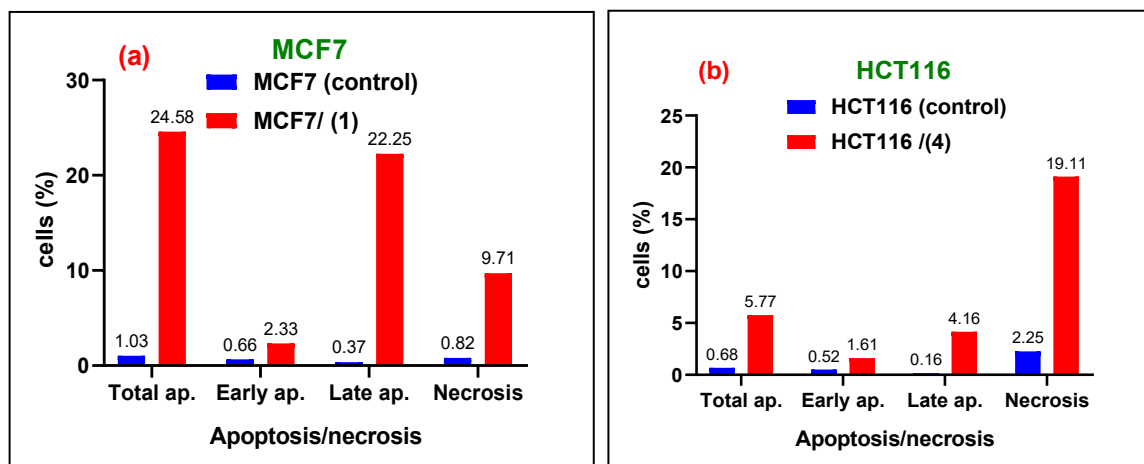 (a)
MCF7
MCF7 (control)
MCF7/ (1)
30
20
10
0
cells (%)
1.03
24.58
0.66
2.33
0.37
22.25
0.82
9.71
Total ap. Early ap. Late ap. Necrosis
Apoptosis/necrosis
(b)
HCT116
HCT116 (control)
HCT116 /(4)
25
20
15
10
5
0
cells (%)
0.68
5.77
0.52
1.61
0.16
4.16
2.25
19.11
Total ap. Early ap. Late ap. Necrosis
Apoptosis/necrosis